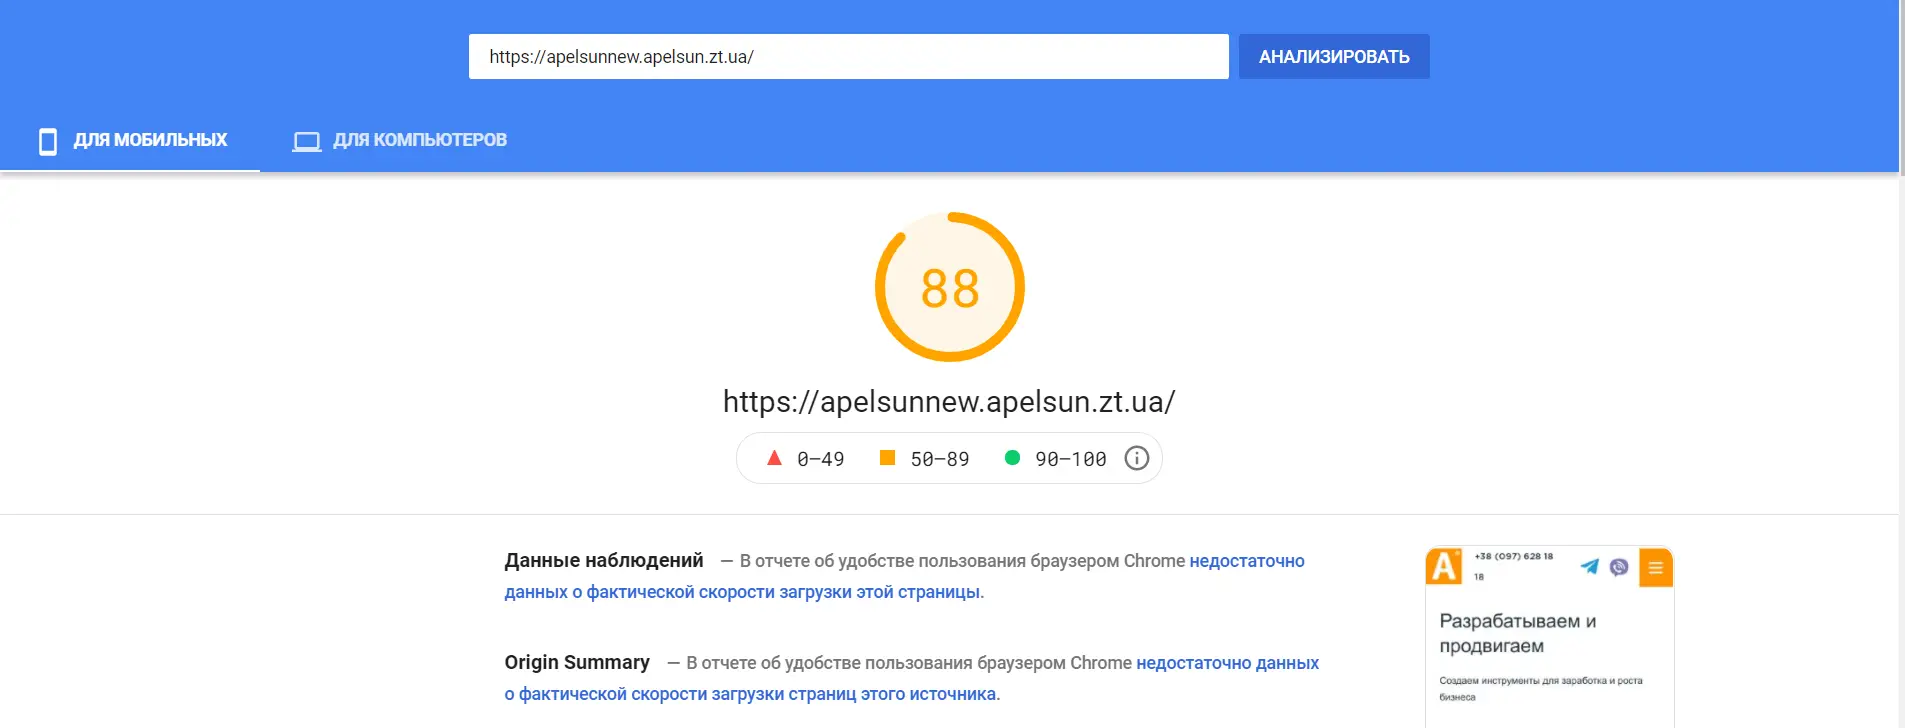 https://apelsunnew.apelsun.zt.ua/
АНАЛИЗИРОВАТЬ
ДЛЯ МОБИЛЬНЫХ
ДЛЯ КОМПЬЮТЕРОВ
88
https://apelsunnew.apelsun.zt.ua/
0–49
50–89
90–100
Данные наблюдений — В отчете об удобстве пользования браузером Chrome недостаточно
данных о фактической скорости загрузки этой страницы.
Origin Summary — В отчете об удобстве пользования браузером Chrome недостаточно данных
о фактической скорости загрузки страниц этого источника.
A
+38 (097) 628 18
18
Разрабатываем и
продвигаем
Создаем инструменты для заработка и роста
бизнеса